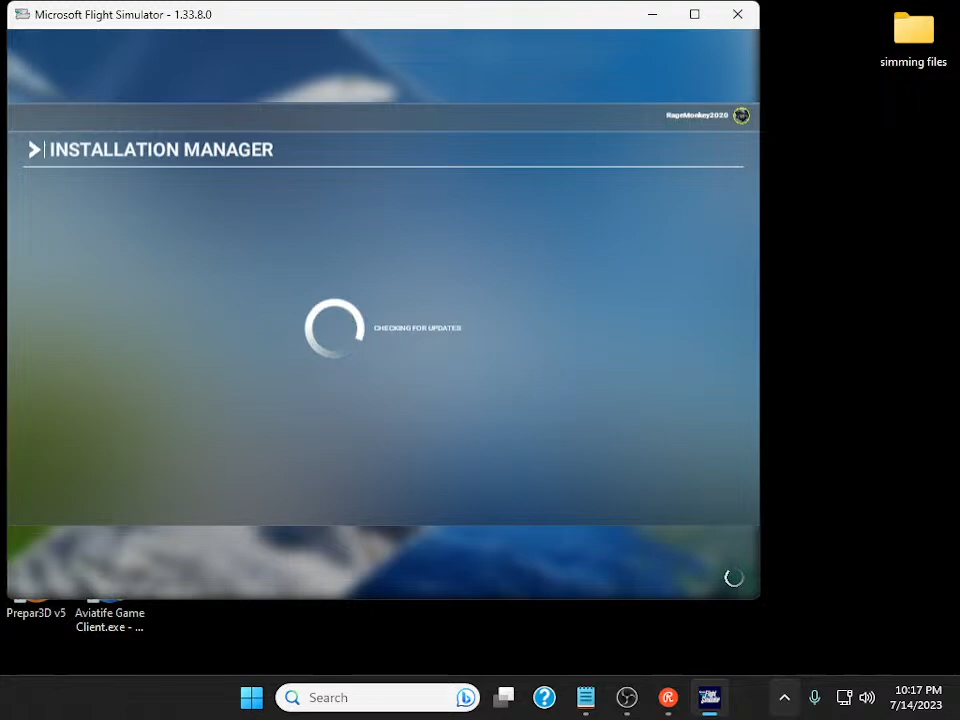 Microsoft Flight Simulator - 1.33.8.0
simming files
RageMonkey2020
INSTALLATION MANAGER
CHECKING FOR UPDATES
Prepar3D v5
Aviatife Game
Client.exe - ...
Search
10:17 PM
7/14/2023